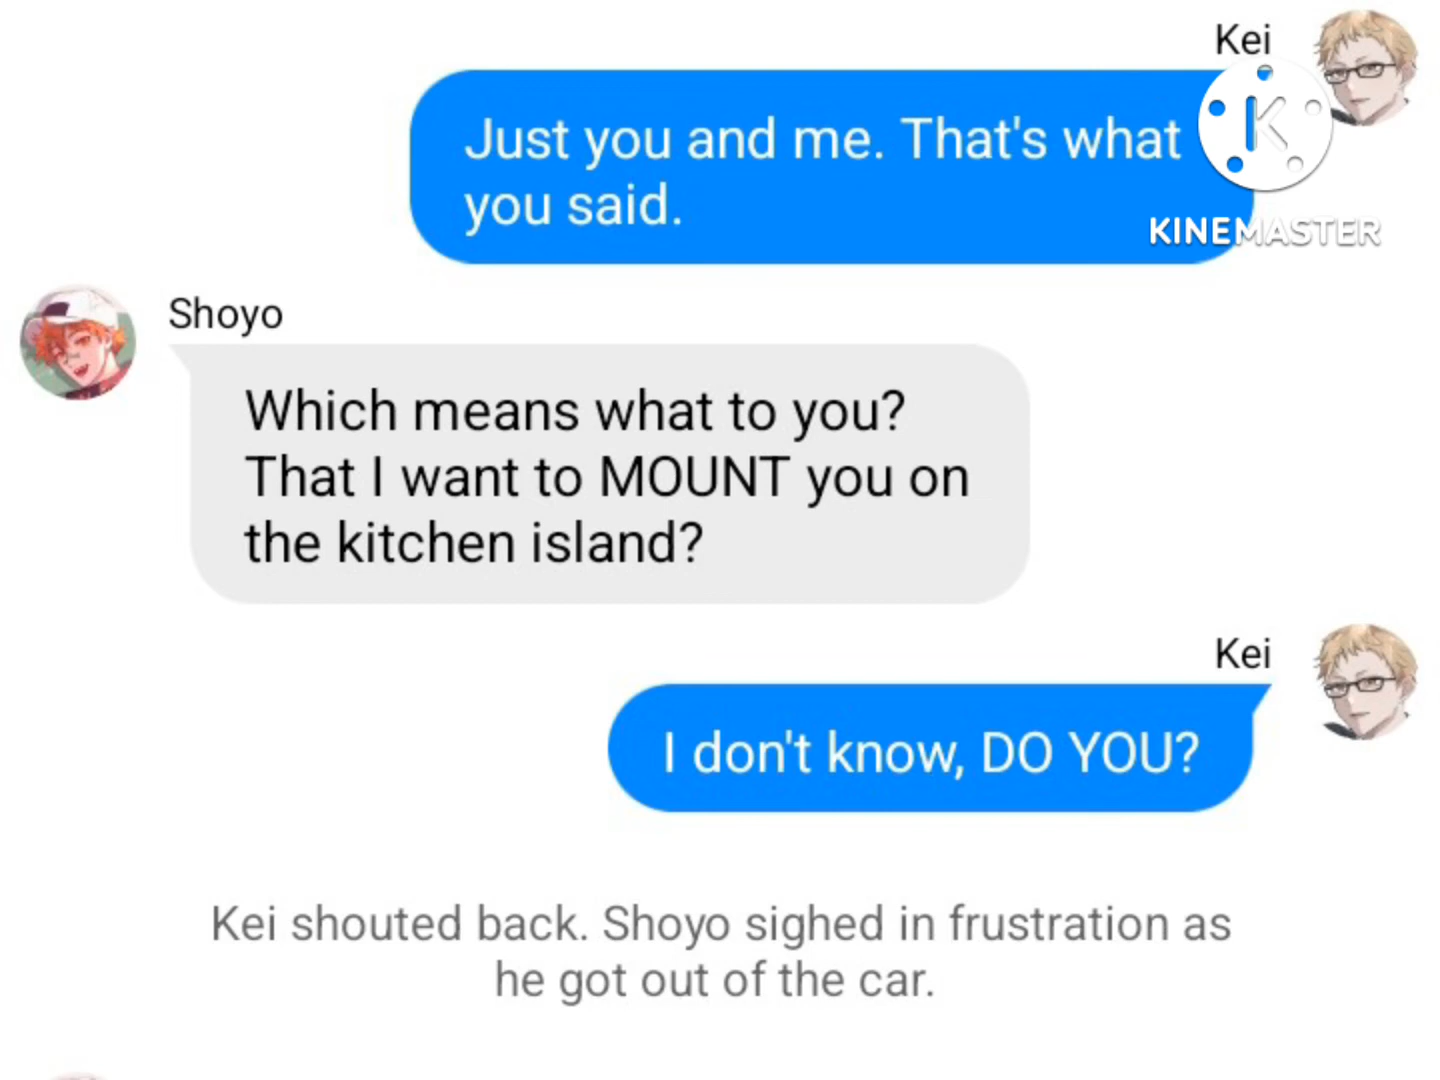 Kei
Just you and me. That's what
you said.
K
KINEMASTER
Shoyo
Which means what to you?
That I want to MOUNT you on
the kitchen island?
Kei
I don't know, DO YOU?
Kei shouted back. Shoyo sighed in frustration as
he got out of the car.